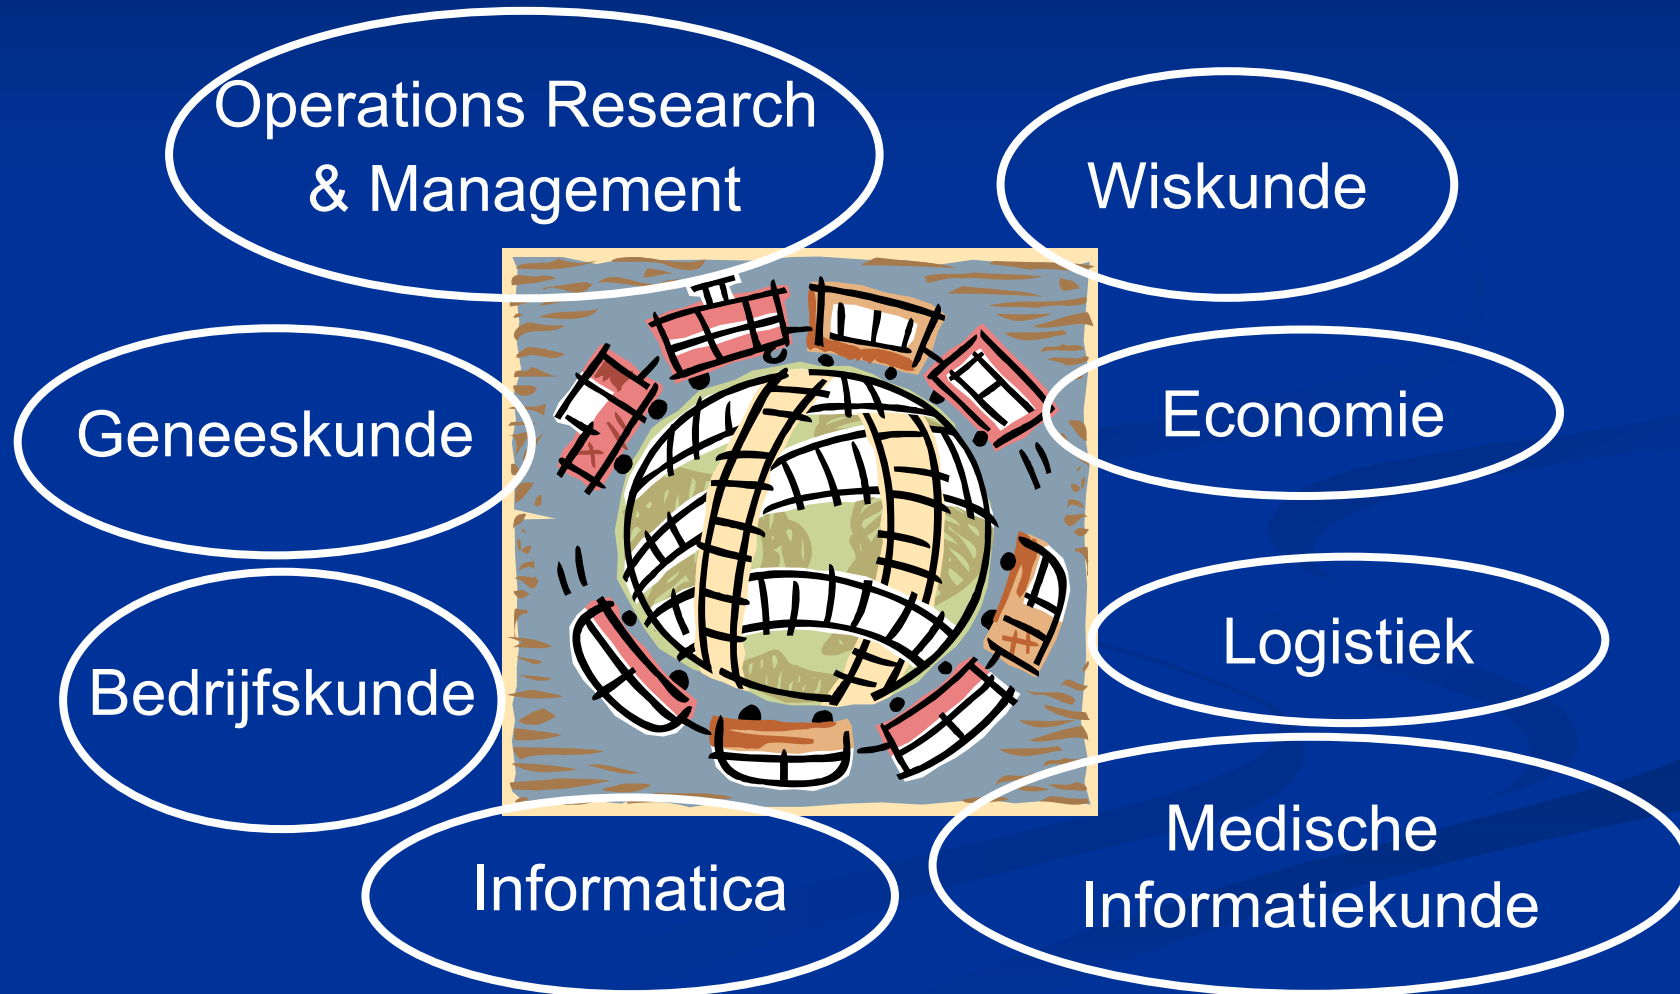 Operations Research
& Management
Wiskunde
Geneeskunde
Economie
Bedrijfskunde
Logistiek
Informatica
Medische
Informatiekunde